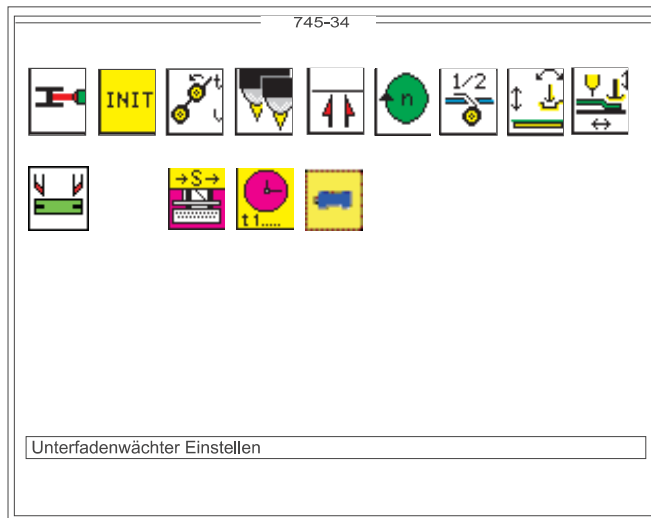 745-34
INIT
t
v
n
1/2
→S→
t1.....
Unterfadenwächter Einstellen